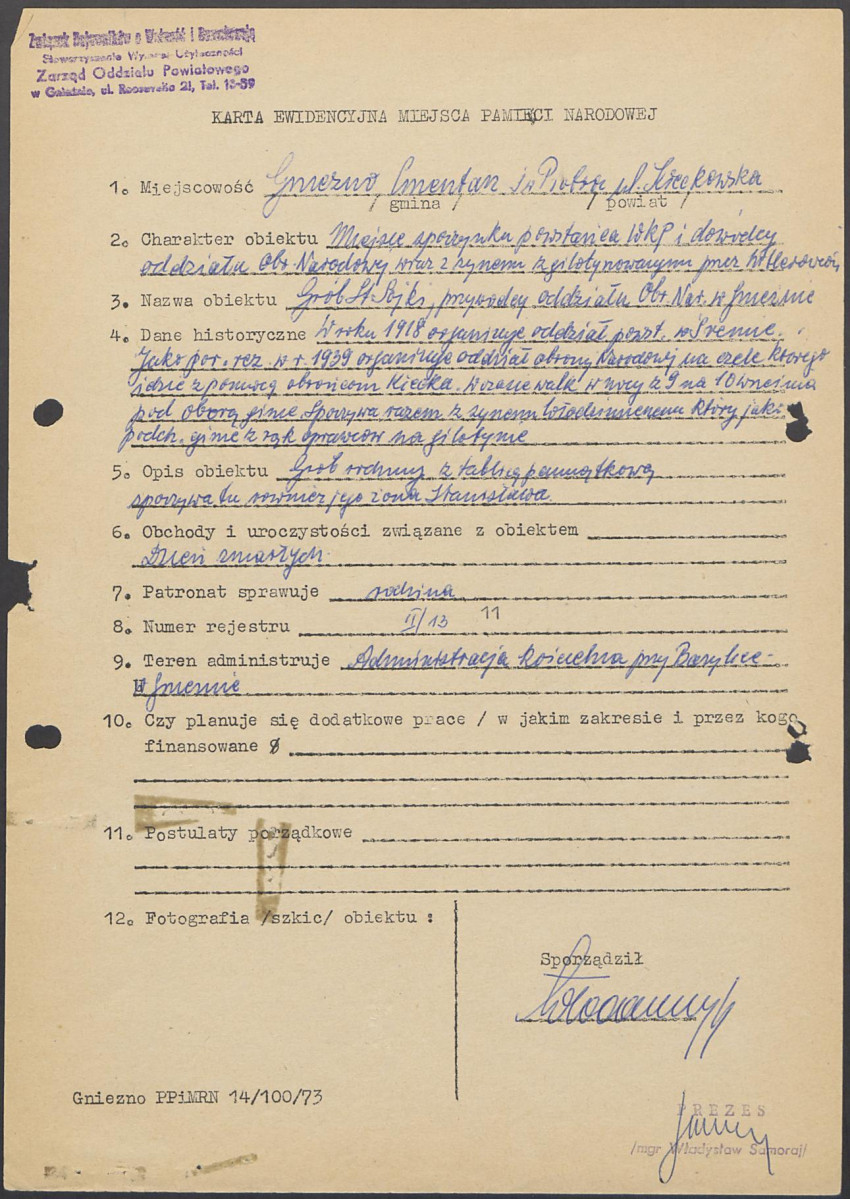 Związek Bojowników o Wolność i Demokrację
Stowarzyszenie Wyższej Użyteczności
Zarząd Oddziału Powiatowego
w Gnieźnie, ul. Roosevelta 21, Tel. 13-39
KARTA EWIDENCYJNA MIEJSCA PAMIĘCI NARODOWEJ
1. Miejscowość Gniezno, Cmentarz św Piotra ul. Kłeckowska
/ gmina / powiat /
2. Charakter obiektu Miejsce spoczynku powstańca WKP i dowódcy
oddziału Obr. Narodowej wraz z synem zgilotynowanym przez hitlerowców
3. Nazwa obiektu Grób St. Sojki, przywódcy oddziału Obr. Nar. w Gnieźnie
4. Dane historyczne W roku 1918 organizuje oddział powst. w Śremie.
Jako por. rez. w r. 1939 organizuje oddział obrony Narodowej na czele którego
idzie z pomocą obrońcom Kłecka. W czasie walk w nocy z 9 na 10 września
pod oborą ginie. Spoczywa razem z synem Włodzimierzem który jako
podch. ginie z rąk oprawców na gilotynie
5. Opis obiektu Grób rodzinny z tablicą pamiątkową
spoczywa tu również jego żona Stanisława.
6. Obchody i uroczystości związane z obiektem
Dzień zmarłych.
7. Patronat sprawuje rodzina
8. Numer rejestru II/13 11
9. Teren administruje Administracja kościelna przy Bazylice -
w Gnieźnie
10. Czy planuje się dodatkowe prace / w jakim zakresie i przez kogo
finansowane /
11. Postulaty porządkowe
12. Fotografia /szkic/ obiektu :
Sporządził
Gniezno PPiMRN 14/100/73
PREZES
/mgr Władysław Samoraj/